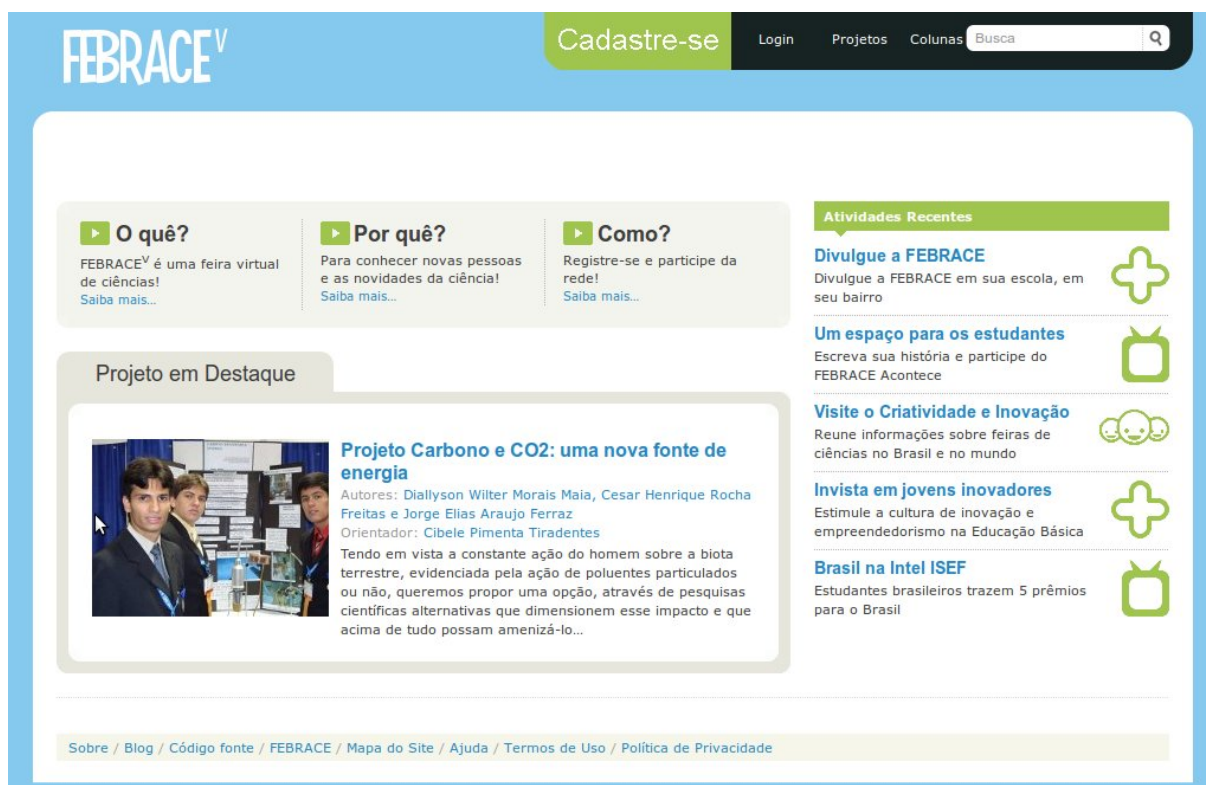 FEBRACEV
Cadastre-se
Login
Projetos
Colunas
Busca
O quê?
FEBRACEV é uma feira virtual
de ciências!
Saiba mais...
Por quê?
Para conhecer novas pessoas
e as novidades da ciência!
Saiba mais...
Como?
Registre-se e participe da
rede!
Saiba mais...
Projeto em Destaque
Projeto Carbono e CO2: uma nova fonte de
energia
Autores: Diallyson Wilter Morais Maia, Cesar Henrique Rocha
Freitas e Jorge Elias Araujo Ferraz
Orientador: Cibele Pimenta Tiradentes
Tendo em vista a constante ação do homem sobre a biota
terrestre, evidenciada pela ação de poluentes particulados
ou não, queremos propor uma opção, através de pesquisas
científicas alternativas que dimensionem esse impacto e que
acima de tudo possam amenizá-lo...
Atividades Recentes
Divulgue a FEBRACE
Divulgue a FEBRACE em sua escola, em
seu bairro
Um espaço para os estudantes
Escreva sua história e participe do
FEBRACE Acontece
Visite o Criatividade e Inovação
Reune informações sobre feiras de
ciências no Brasil e no mundo
Invista em jovens inovadores
Estimule a cultura de inovação e
empreendedorismo na Educação Básica
Brasil na Intel ISEF
Estudantes brasileiros trazem 5 prêmios
para o Brasil
Sobre / Blog / Código fonte / FEBRACE / Mapa do Site / Ajuda / Termos de Uso / Política de Privacidade